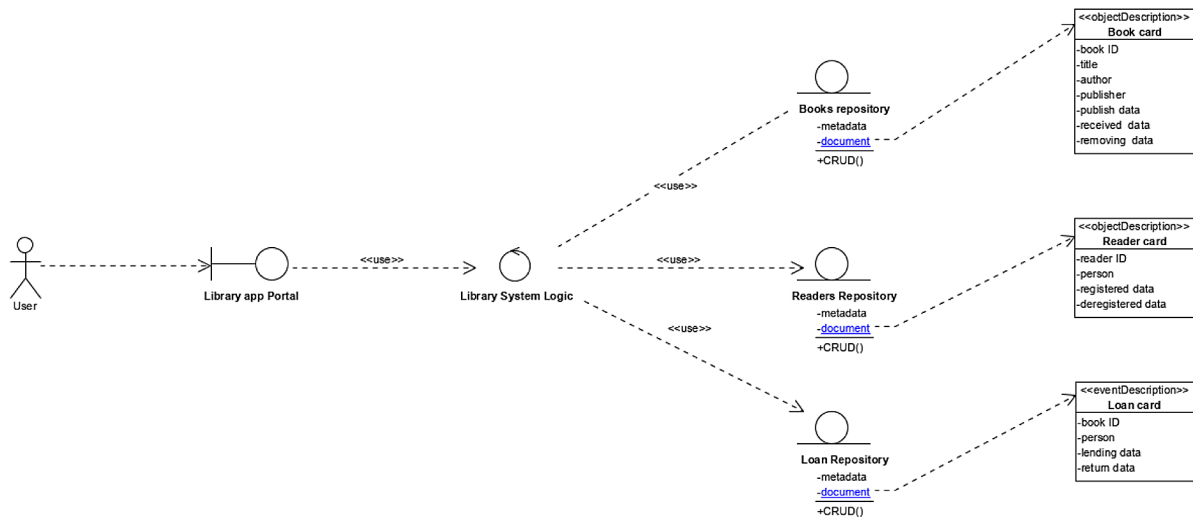 <<objectDescription>>
Book card
-book ID
-title
-author
-publisher
-publish data
-received data
-removing data
Books repository
-metadata
-document
+CRUD()
<<use>>
User
Library app Portal
<<use>>
Library System Logic
<<use>>
Readers Repository
-metadata
-document
+CRUD()
<<objectDescription>>
Reader card
-reader ID
-person
-registered data
-deregistered data
<<use>>
Loan Repository
-metadata
-document
+CRUD()
<<eventDescription>>
Loan card
-book ID
-person
-lending data
-return data